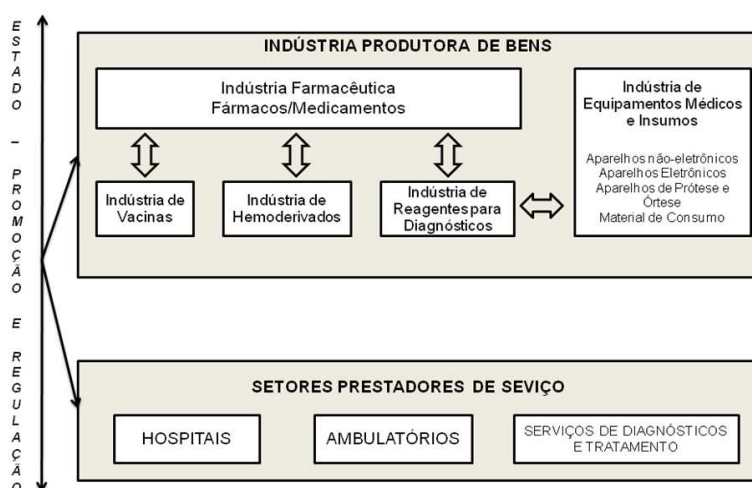 ESTADO – PROMOÇÃO E REGULAÇÃO
INDÚSTRIA PRODUTORA DE BENS
Indústria Farmacêutica
Fármacos/Medicamentos
Indústria de
Vacinas
Indústria de
Hemoderivados
Indústria de
Reagentes para
Diagnósticos
Indústria de
Equipamentos Médicos
e Insumos
Aparelhos não-eletrônicos
Aparelhos Eletrônicos
Aparelhos de Prótese e
Órtese
Material de Consumo
SETORES PRESTADORES DE SEVIÇO
HOSPITAIS
AMBULATÓRIOS
SERVIÇOS DE DIAGNÓSTICOS
E TRATAMENTO